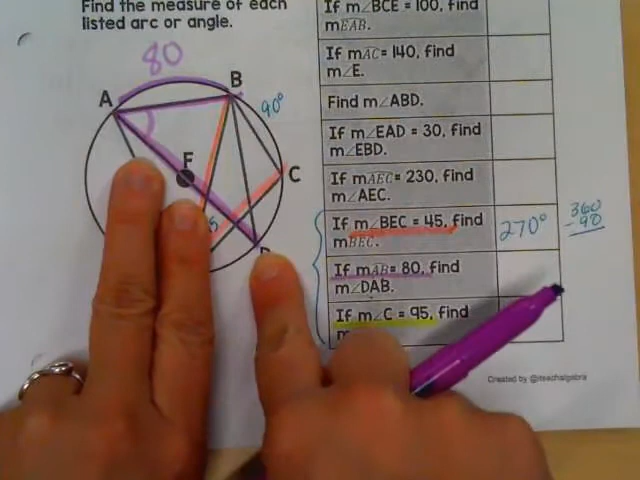 Find the measure of each
listed arc or angle.
80
A
B
90°
F
C
5
If m∠BCE = 100, find
mEAB.
If mAC = 140, find
m∠E.
Find m∠ABD.
If m∠EAD = 30, find
m∠EBD.
If mAEC = 230, find
m∠AEC.
If m∠BEC = 45, find
mBEC.
270°
360
-90
If mAB = 80, find
m∠DAB.
If m∠C = 95, find
Created by @iteachalgebra